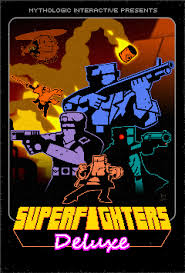 MYTHOLOGIC INTERACTIVE PRESENTS
SUPERFIGHTERS
Deluxe